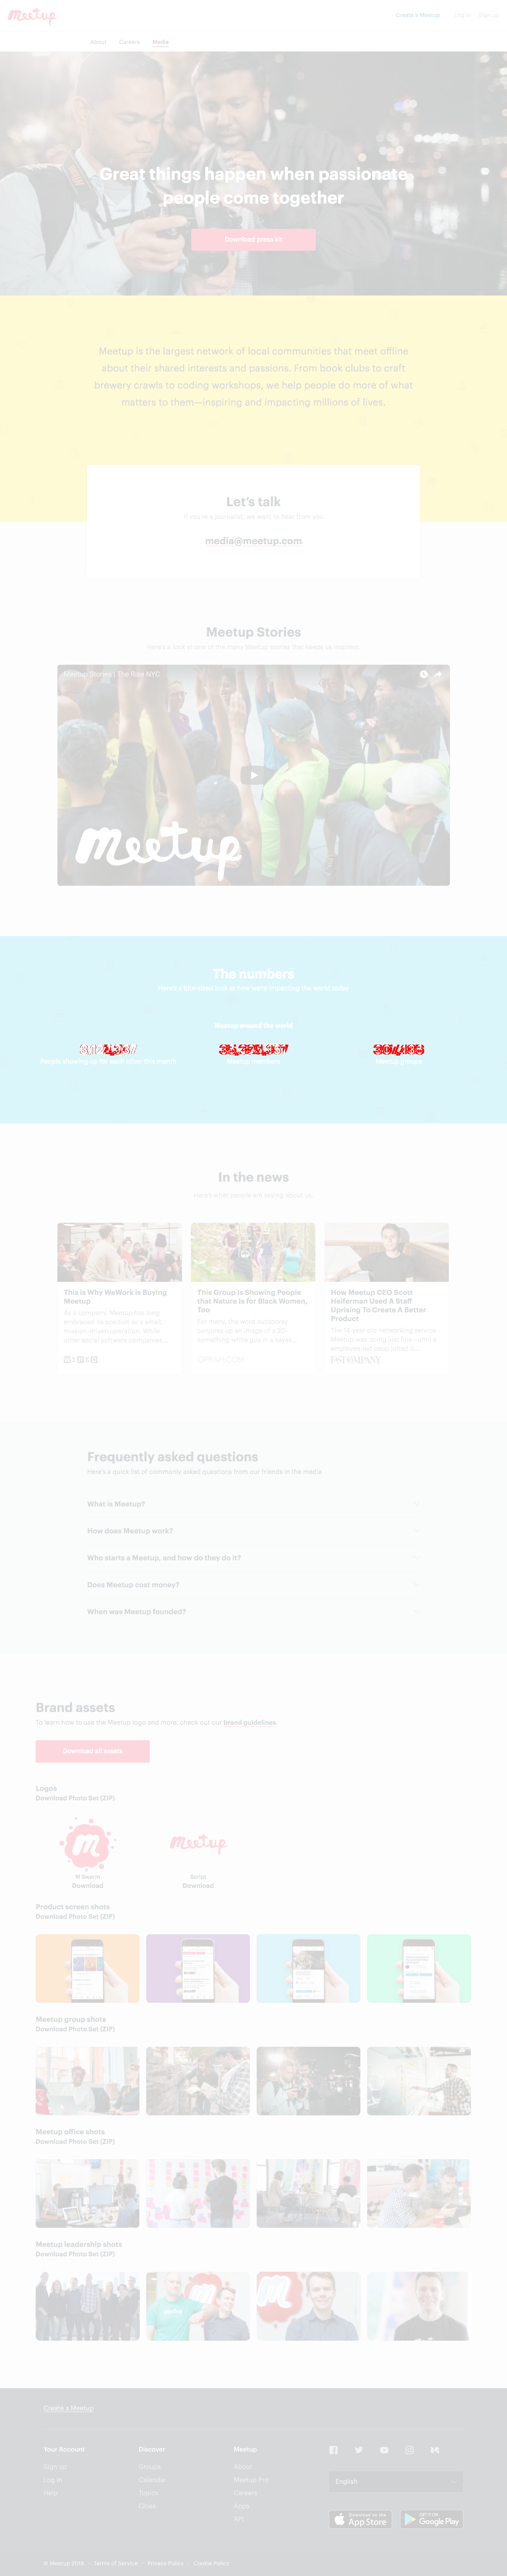 Meetup
Create a Meetup
Log in
Sign up
About
Careers
Media
Great things happen when passionate
people come together
Download press kit
Meetup is the largest network of local communities that meet offline
about their shared interests and passions. From book clubs to craft
brewery crawls to coding workshops, we help people do more of what
matters to them—inspiring and impacting millions of lives.
Let's talk
If you're a journalist, we want to hear from you.
media@meetup.com
Meetup Stories
Here's a look at one of the many Meetup stories that keeps us inspired.
Meetup Stories | The Rise NYC
Meetup
The numbers
Here's a bite-sized look at how we're impacting the world today
Meetup around the world
People showing up for each other this month
In the news
Here's what people are saying about us
This Is Why WeWork is Buying
Meetup
As a company, Meetup has long
embraced its position as a small,
mission-driven operation. While
other social software companies...
WIRED
This Group Is Showing People
that Nature Is for Black Women,
Too
For many, the word outdoorsy
conjures up an image of a 20-
something white guy in a kayak...
How Meetup CEO Scott
Heiferman Used A Staff
Uprising To Create A Better
Product
The 14-year-old networking service
Meetup was doing just fine–until a
employee-led coup jolted it...
FAST COMPANY
Frequently asked questions
Here's a quick list of commonly asked questions from our friends in the media
What is Meetup?
How does Meetup work?
Who starts a Meetup, and how do they do it?
Does Meetup cost money?
When was Meetup founded?
Brand assets
To learn how to use the Meetup logo and more, check out our brand guidelines.
Download all assets
Logos
Download Photo Set (ZIP)
m
Meetup
M Swarm
Script
Download
Download
Product screen shots
Download Photo Set (ZIP)
Meetup group shots
Download Photo Set (ZIP)
Meetup office shots
Download Photo Set (ZIP)
Meetup leadership shots
Download Photo Set (ZIP)
Create a Meetup
Your Account
Sign up
Log in
Help
Discover
Groups
Calendar
Topics
Cities
Meetup
About
Meetup Pro
Careers
Apps
API
English
Download on the
App Store
GET IT ON
Google Play
© Meetup 2018
Terms of Service
Privacy Policy
Cookie Policy